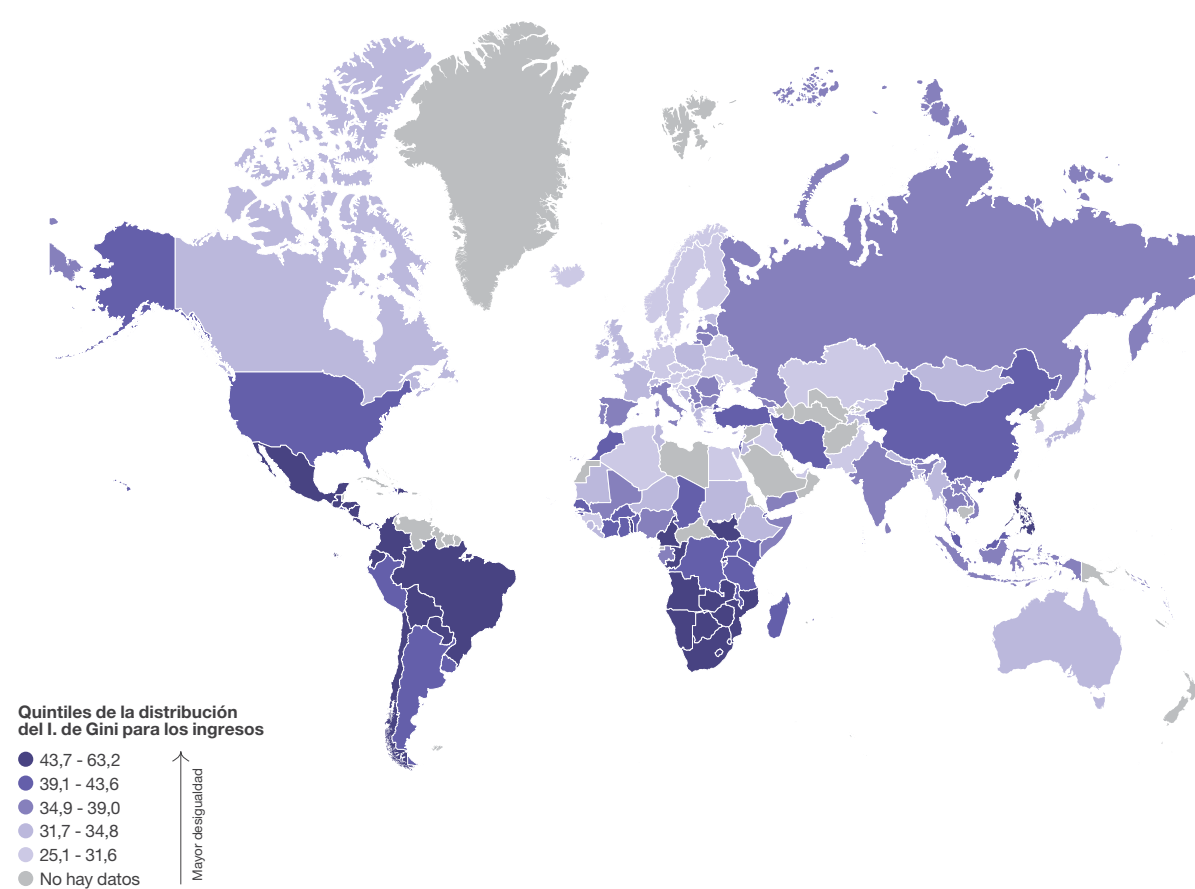 Quintiles de la distribución
del I. de Gini para los ingresos
43,7 - 63,2
39,1 - 43,6
34,9 - 39,0
31,7 - 34,8
25,1 - 31,6
No hay datos
Mayor desigualdad